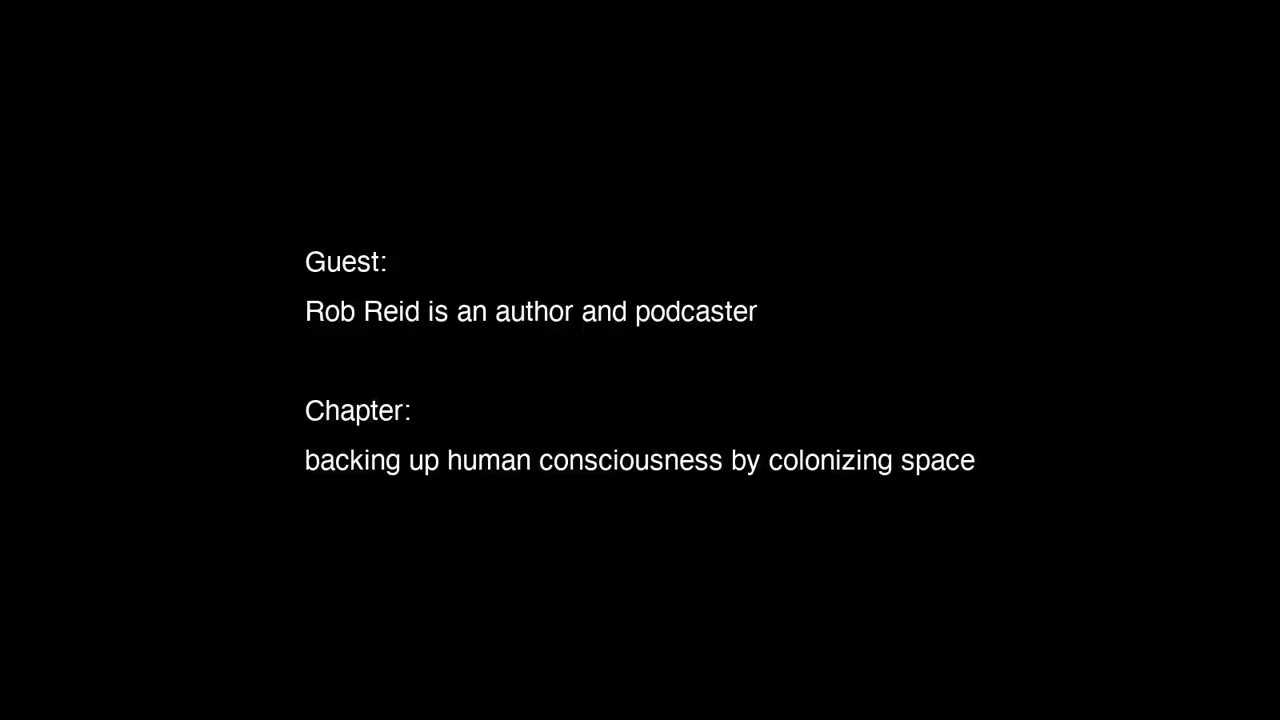 Guest:
Rob Reid is an author and podcaster
Chapter:
backing up human consciousness by colonizing space